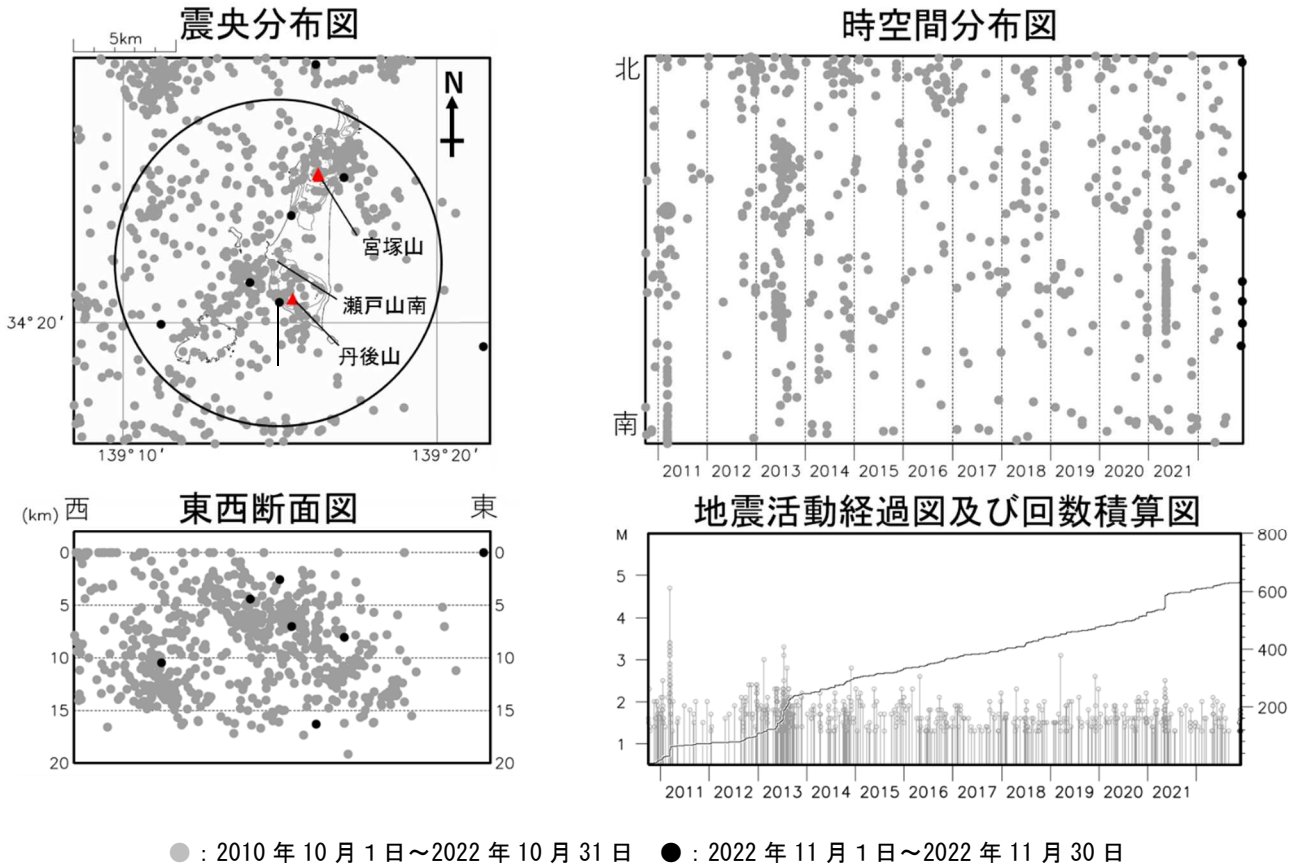 震央分布図
5km
N
宮塚山
瀬戸山南
丹後山
34°20′
139°10′
139°20′
時空間分布図
北
南
2011 2012 2013 2014 2015 2016 2017 2018 2019 2020 2021
東西断面図
(km) 西
東
0
5
10
15
20
0
5
10
15
20
地震活動経過図及び回数積算図
M
5
4
3
2
1
800
600
400
200
2011 2012 2013 2014 2015 2016 2017 2018 2019 2020 2021
:2010 年 10 月 1 日~2022 年 10 月 31 日 :2022 年 11 月 1 日~2022 年 11 月 30 日